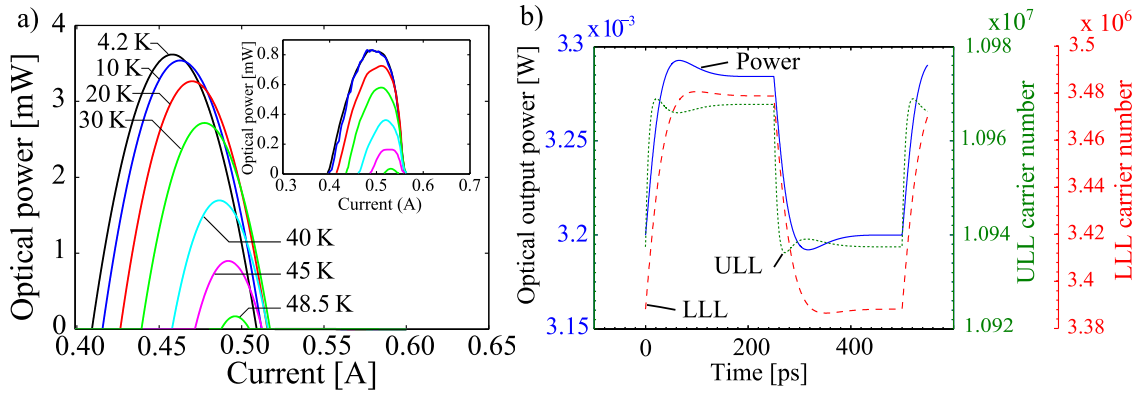 a)
Optical power [mW]
4
3
2
1
0
0.40
0.45
0.50
0.55
0.60
0.65
Current [A]
4.2 K
10 K
20 K
30 K
40 K
45 K
48.5 K
Optical power [mW]
0.8
0.6
0.4
0.2
0
0.3
0.4
0.5
0.6
0.7
Current (A)
b)
x 10⁻³
Optical output power [W]
3.3
3.25
3.2
3.15
0
200
400
Time [ps]
Power
ULL
LLL
x10⁷
1.098
1.096
1.094
1.092
ULL carrier number
x 10⁶
3.5
3.48
3.46
3.44
3.42
3.4
3.38
LLL carrier number